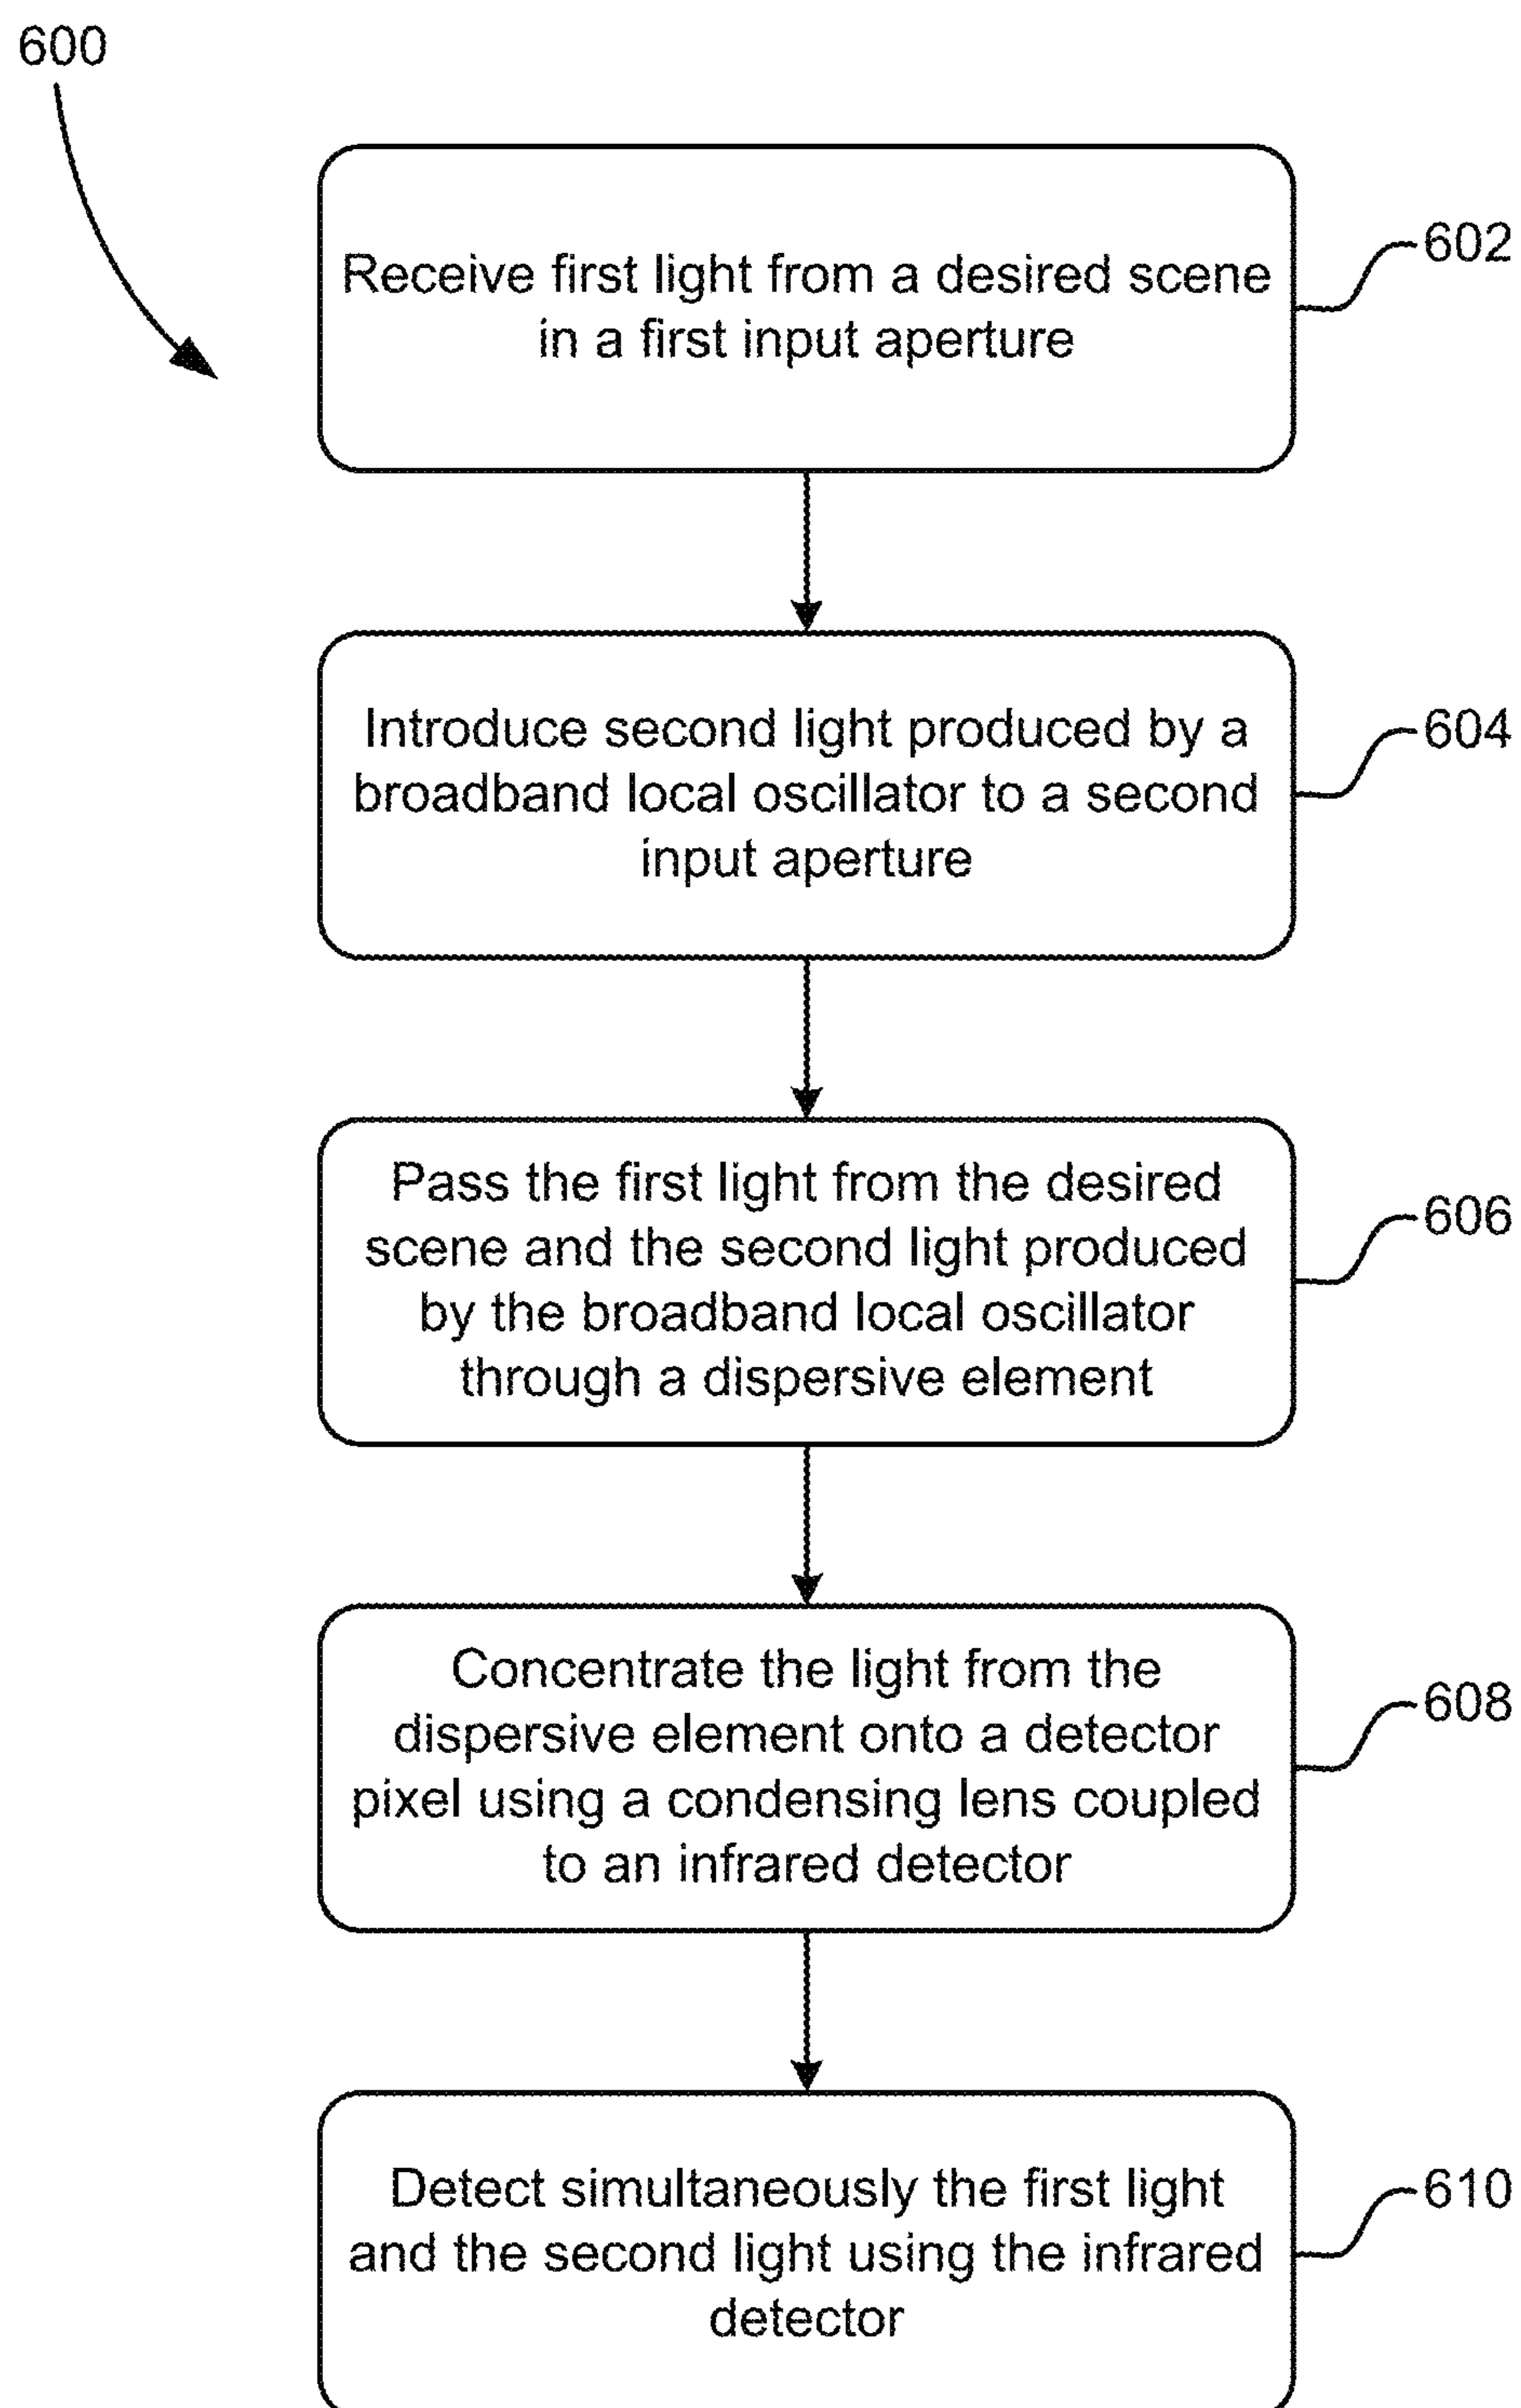 600
Receive first light from a desired scene
in a first input aperture
602
Introduce second light produced by a
broadband local oscillator to a second
input aperture
604
Pass the first light from the desired
scene and the second light produced
by the broadband local oscillator
through a dispersive element
606
Concentrate the light from the
dispersive element onto a detector
pixel using a condensing lens coupled
to an infrared detector
608
Detect simultaneously the first light
and the second light using the infrared
detector
610